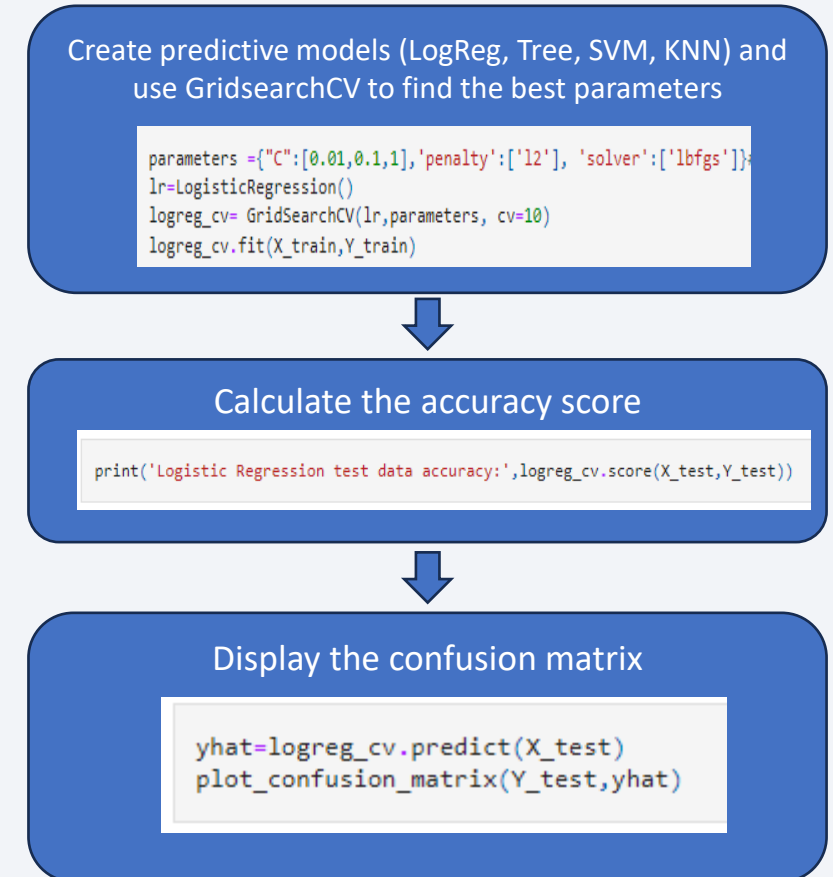 Create predictive models (LogReg, Tree, SVM, KNN) and
use GridsearchCV to find the best parameters
parameters ={"C":[0.01,0.1,1],'penalty':['l2'], 'solver':['lbfgs']}#
lr=LogisticRegression()
logreg_cv= GridSearchCV(lr,parameters, cv=10)
logreg_cv.fit(X_train,Y_train)
Calculate the accuracy score
print('Logistic Regression test data accuracy:',logreg_cv.score(X_test,Y_test))
Display the confusion matrix
yhat=logreg_cv.predict(X_test)
plot_confusion_matrix(Y_test,yhat)